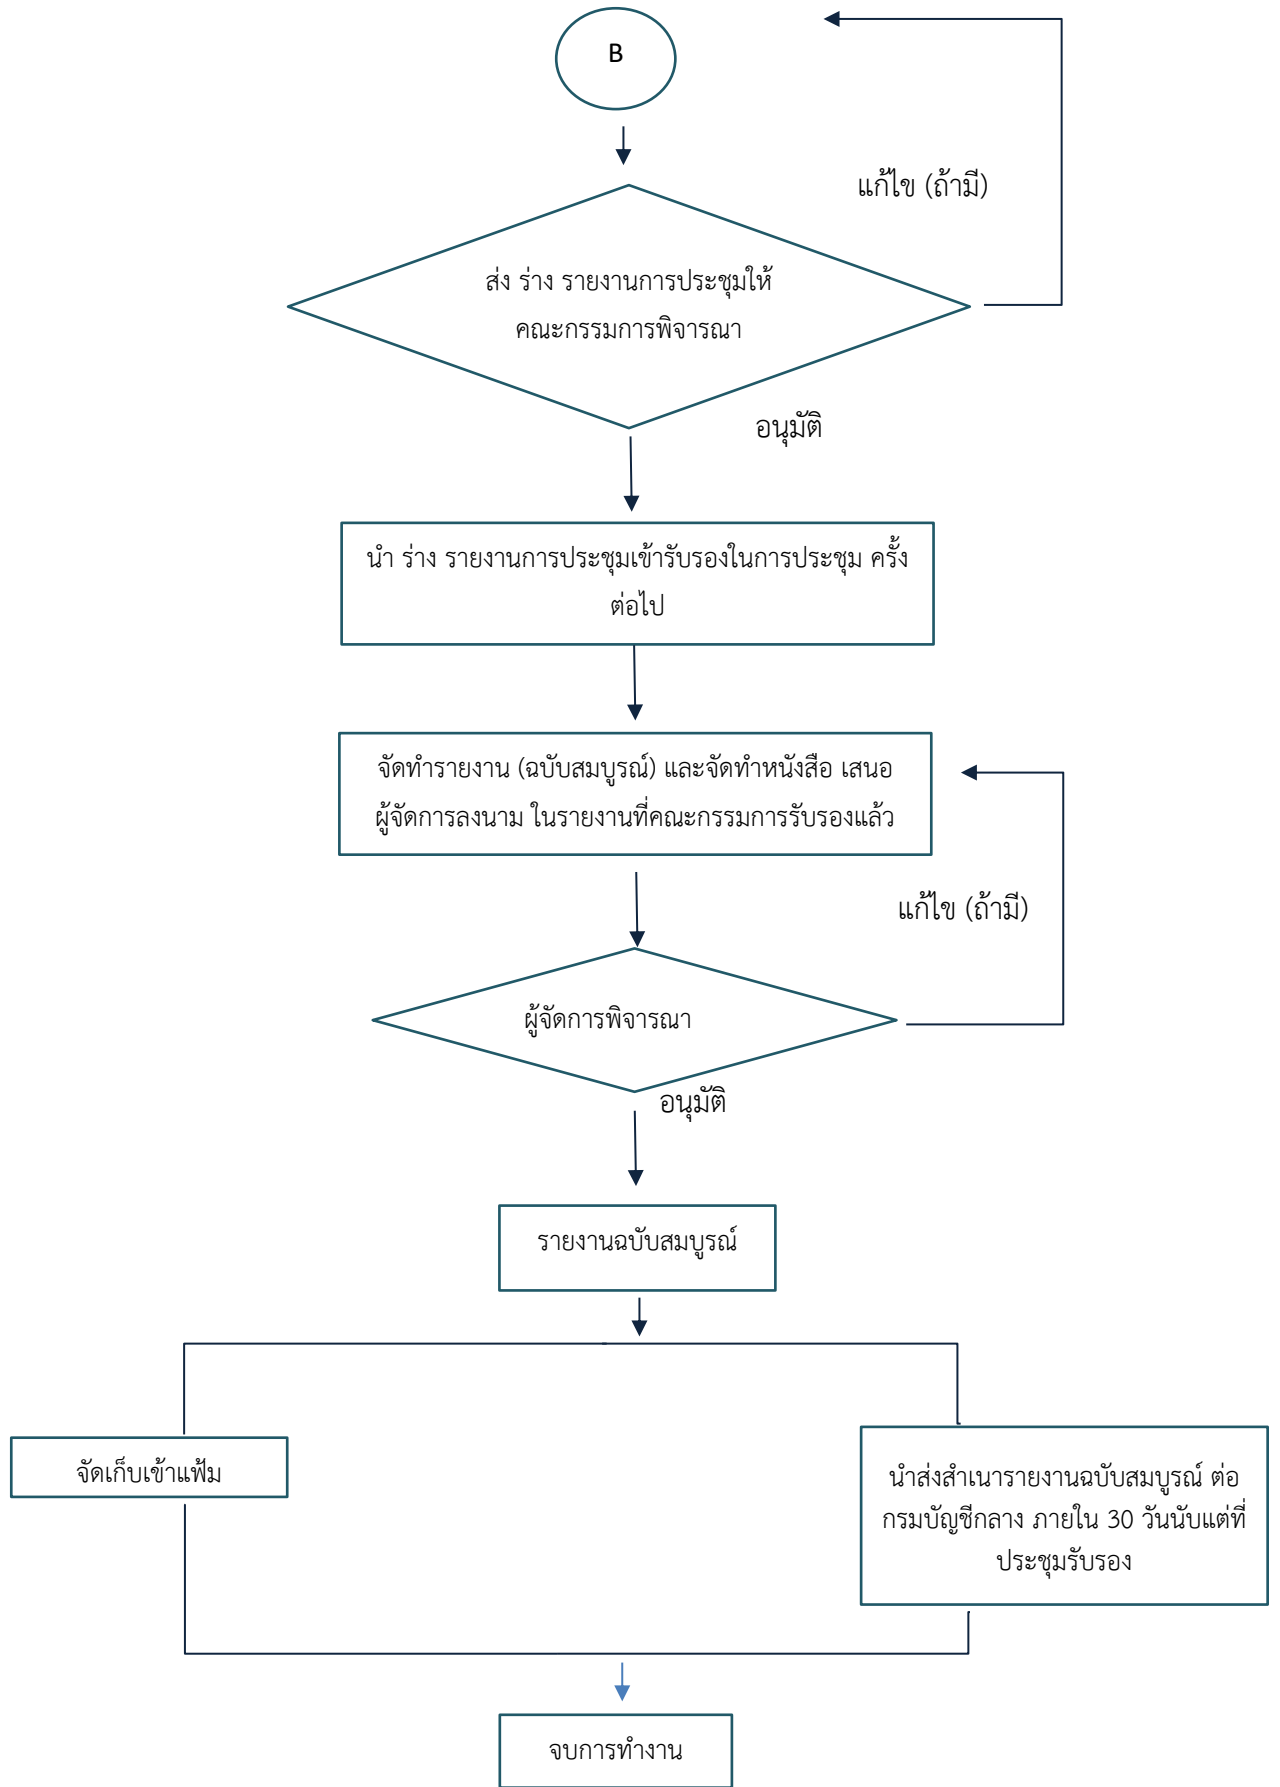 B
แก้ไข (ถ้ามี)
ส่ง ร่าง รายงานการประชุมให้
คณะกรรมการพิจารณา
อนุมัติ
นำ ร่าง รายงานการประชุมเข้ารับรองในการประชุม ครั้ง
ต่อไป
จัดทำรายงาน (ฉบับสมบูรณ์) และจัดทำหนังสือ เสนอ
ผู้จัดการลงนาม ในรายงานที่คณะกรรมการรับรองแล้ว
แก้ไข (ถ้ามี)
ผู้จัดการพิจารณา
อนุมัติ
รายงานฉบับสมบูรณ์
จัดเก็บเข้าแฟ้ม
นำส่งสำเนารายงานฉบับสมบูรณ์ ต่อ
กรมบัญชีกลาง ภายใน 30 วันนับแต่ที่
ประชุมรับรอง
จบการทำงาน